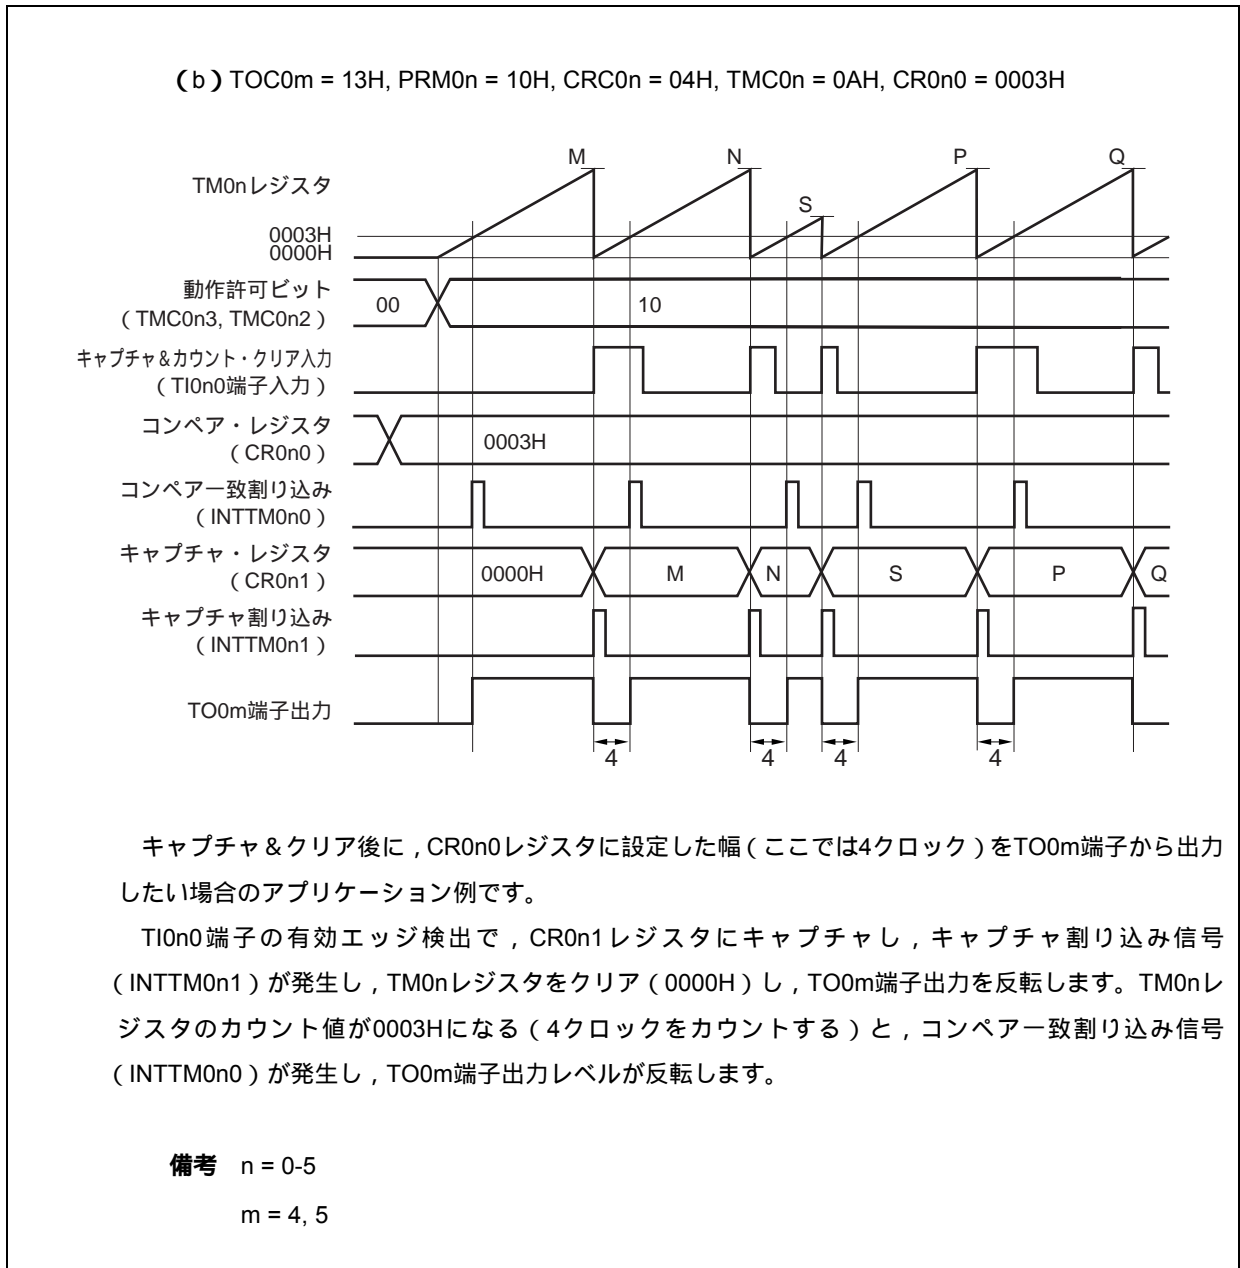 （b）TOC0m = 13H, PRM0n = 10H, CRC0n = 04H, TMC0n = 0AH, CR0n0 = 0003H
M
N
S
P
Q
TM0nレジスタ
0003H
0000H
動作許可ビット
（TMC0n3, TMC0n2）
00
10
キャプチャ＆カウント・クリア入力
（TI0n0端子入力）
コンペア・レジスタ
（CR0n0）
0003H
コンペア一致割り込み
（INTTM0n0）
キャプチャ・レジスタ
（CR0n1）
0000H
M
N
S
P
Q
キャプチャ割り込み
（INTTM0n1）
TO0m端子出力
4
4
4
4
キャプチャ＆クリア後に，CR0n0レジスタに設定した幅（ここでは4クロック）をTO0m端子から出力
したい場合のアプリケーション例です。
TI0n0端子の有効エッジ検出で，CR0n1レジスタにキャプチャし，キャプチャ割り込み信号
（INTTM0n1）が発生し，TM0nレジスタをクリア（0000H）し，TO0m端子出力を反転します。TM0nレ
ジスタのカウント値が0003Hになる（4クロックをカウントする）と，コンペア一致割り込み信号
（INTTM0n0）が発生し，TO0m端子出力レベルが反転します。
備考 n = 0-5
m = 4, 5